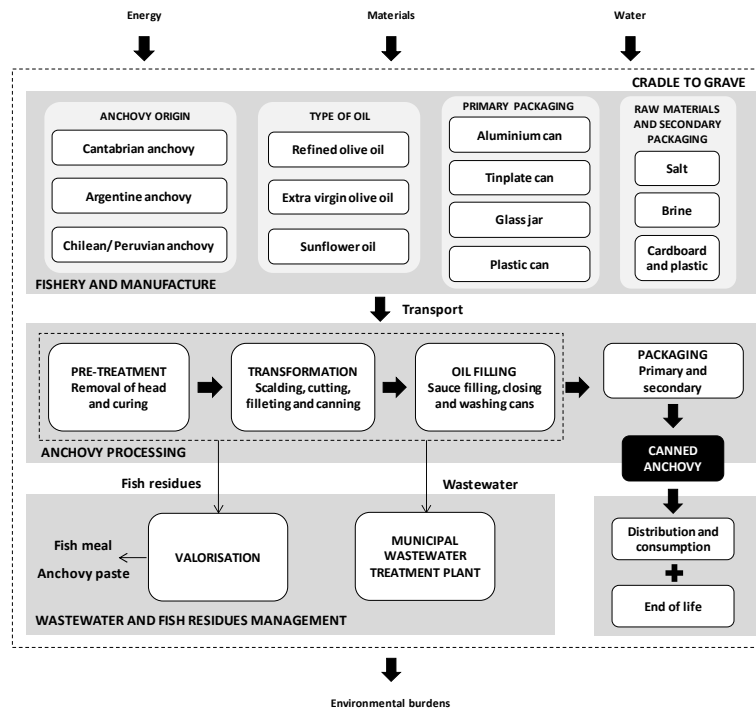 Energy
Materials
Water
CRADLE TO GRAVE
ANCHOVY ORIGIN
Cantabrian anchovy
Argentine anchovy
Chilean/ Peruvian anchovy
TYPE OF OIL
Refined olive oil
Extra virgin olive oil
Sunflower oil
PRIMARY PACKAGING
Aluminium can
Tinplate can
Glass jar
Plastic can
RAW MATERIALS
AND SECONDARY
PACKAGING
Salt
Brine
Cardboard
and plastic
FISHERY AND MANUFACTURE
Transport
PRE-TREATMENT
Removal of head
and curing
TRANSFORMATION
Scalding, cutting,
filleting and canning
OIL FILLING
Sauce filling, closing
and washing cans
PACKAGING
Primary and
secondary
ANCHOVY PROCESSING
CANNED
ANCHOVY
Fish residues
Wastewater
Fish meal
Anchovy paste
VALORISATION
MUNICIPAL
WASTEWATER
TREATMENT PLANT
Distribution and
consumption
End of life
WASTEWATER AND FISH RESIDUES MANAGEMENT
Environmental burdens